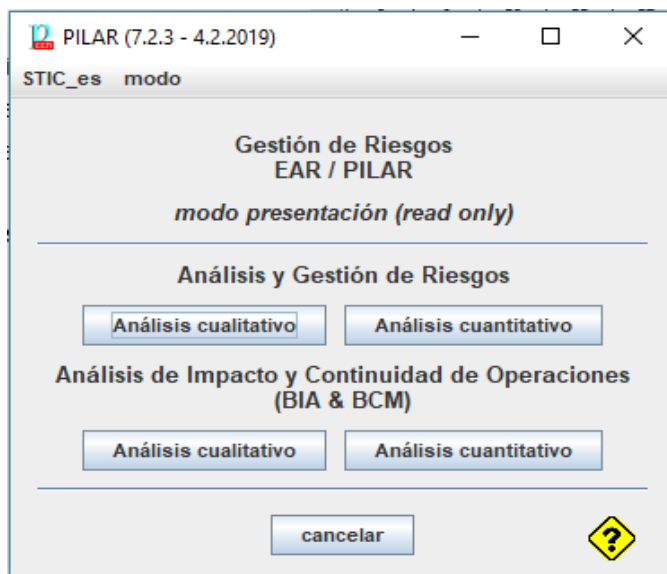 PILAR (7.2.3 - 4.2.2019)
STIC_es modo
Gestión de Riesgos
EAR / PILAR
modo presentación (read only)
Análisis y Gestión de Riesgos
Análisis cualitativo Análisis cuantitativo
Análisis de Impacto y Continuidad de Operaciones
(BIA & BCM)
Análisis cualitativo Análisis cuantitativo
cancelar
?